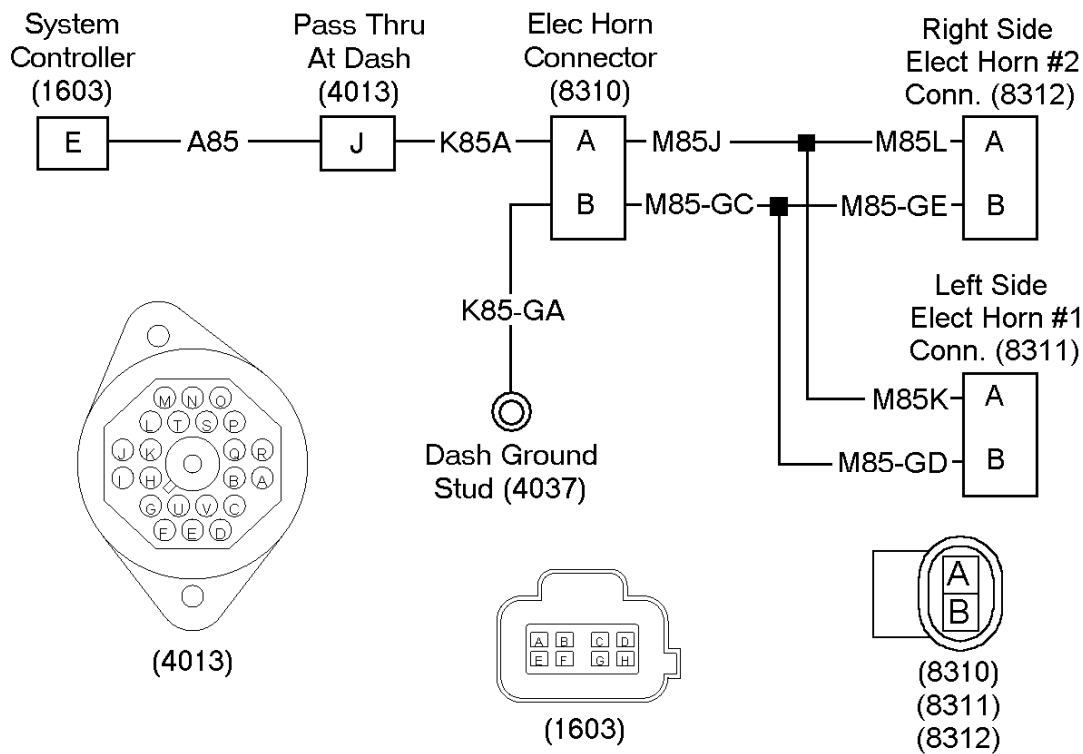 System
Controller
(1603)
Pass Thru
At Dash
(4013)
Elec Horn
Connector
(8310)
Right Side
Elect Horn #2
Conn. (8312)
E
A85
J
K85A
A
M85J
M85L
A
B
M85-GC
M85-GE
B
K85-GA
Left Side
Elect Horn #1
Conn. (8311)
M85K
A
M85-GD
B
Dash Ground
Stud (4037)
M N O
L T S P
J K Q R
I H B A
G U V C
F E D
(4013)
A B C D
E F G H
(1603)
A
B
(8310)
(8311)
(8312)